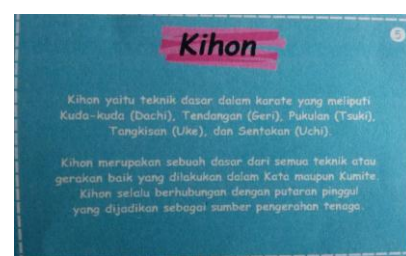 5
Kihon
Kihon yaitu teknik dasar dalam karate yang meliputi
Kuda-kuda (Dachi), Tendangan (Geri), Pukulan (Tsuki),
Tangkisan (Uke), dan Sentakan (Uchi).
Kihon merupakan sebuah dasar dari semua teknik atau
gerakan baik yang dilakukan dalam Kata maupun Kumite.
Kihon selalu berhubungan dengan putaran pinggul
yang dijadikan sebagai sumber pengerahan tenaga.